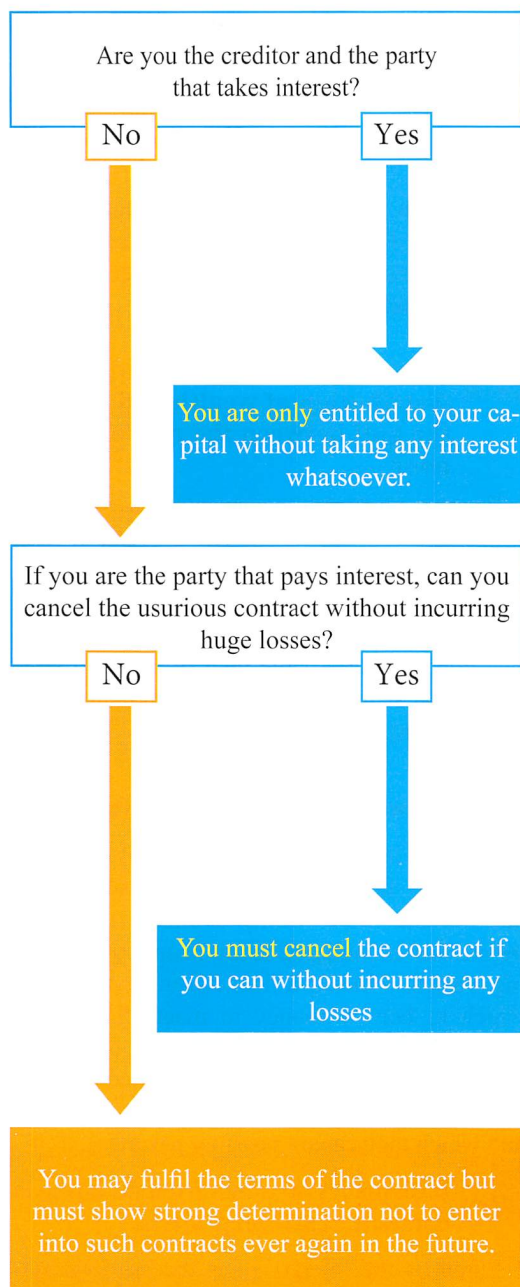 Are you the creditor and the party
that takes interest?
No
Yes
You are only entitled to your ca-
pital without taking any interest
whatsoever.
If you are the party that pays interest, can you
cancel the usurious contract without incurring
huge losses?
No
Yes
You must cancel the contract if
you can without incurring any
losses
You may fulfil the terms of the contract but
must show strong determination not to enter
into such contracts ever again in the future.